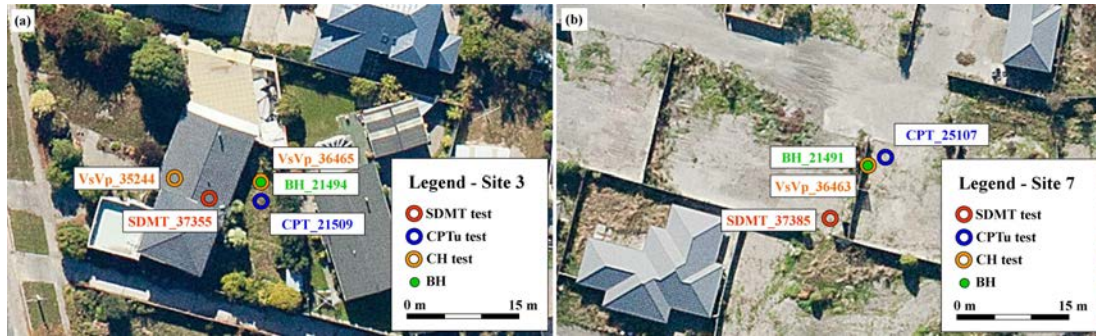 (a)
VsVp_36465
VsVp_35244
BH_21494
SDMT_37355
CPT_21509
Legend - Site 3
SDMT test
CPTu test
CH test
BH
0 m 15 m
(b)
CPT_25107
BH_21491
VsVp_36463
SDMT_37385
Legend - Site 7
SDMT test
CPTu test
CH test
BH
0 m 15 m